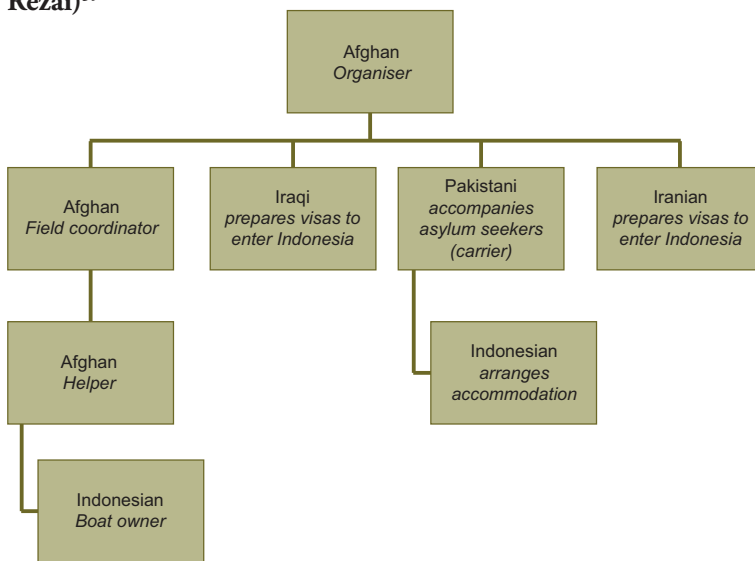 Rezai)
Afghan
Organiser
Afghan
Field coordinator
Iraqi
prepares visas to
enter Indonesia
Pakistani
accompanies
asylum seekers
(carrier)
Iranian
prepares visas to
enter Indonesia
Afghan
Helper
Indonesian
arranges
accommodation
Indonesian
Boat owner